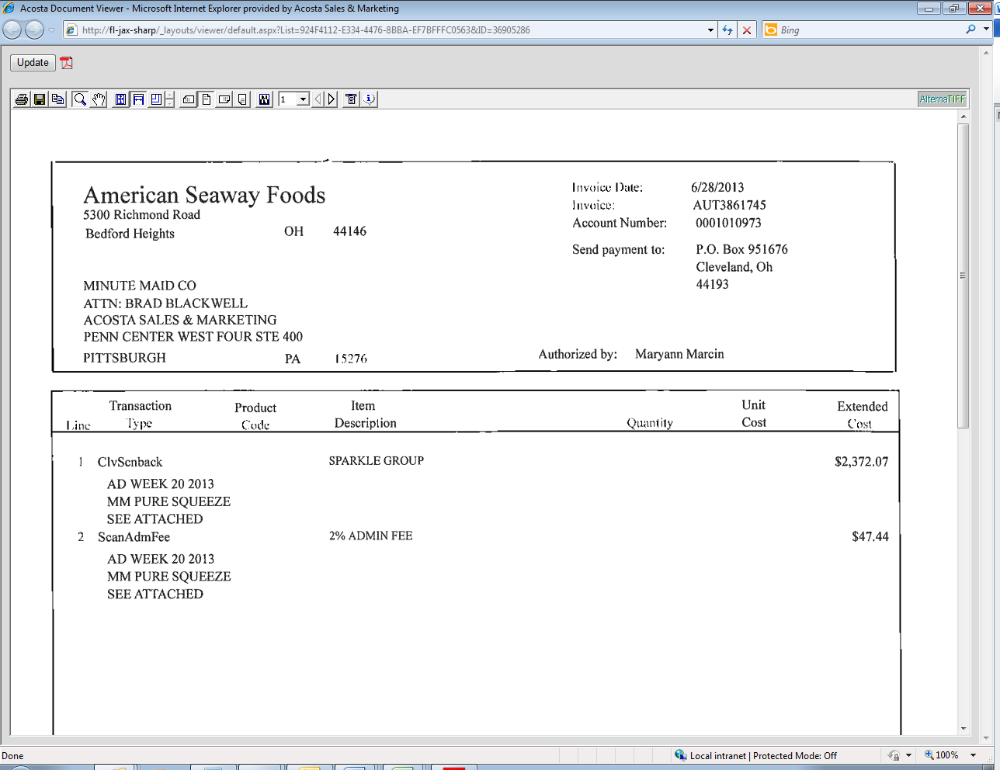 Acosta Document Viewer - Microsoft Internet Explorer provided by Acosta Sales & Marketing
http://fl-jax-sharp/_layouts/viewer/default.aspx?List=924F4112-E334-4476-8BBA-EF7BFFFC0563&ID=36905286
Bing
Update
1
AlternaTIFF
American Seaway Foods
5300 Richmond Road
Bedford Heights OH 44146
Invoice Date: 6/28/2013
Invoice: AUT3861745
Account Number: 0001010973
Send payment to: P.O. Box 951676
Cleveland, Oh
44193
MINUTE MAID CO
ATTN: BRAD BLACKWELL
ACOSTA SALES & MARKETING
PENN CENTER WEST FOUR STE 400
PITTSBURGH PA 15276
Authorized by: Maryann Marcin
Line Transaction Type Product Code Item Description Quantity Unit Cost Extended Cost
1 ClvScnback SPARKLE GROUP $2,372.07
AD WEEK 20 2013
MM PURE SQUEEZE
SEE ATTACHED
2 ScanAdmFee 2% ADMIN FEE $47.44
AD WEEK 20 2013
MM PURE SQUEEZE
SEE ATTACHED
Done
Local intranet | Protected Mode: Off
100%